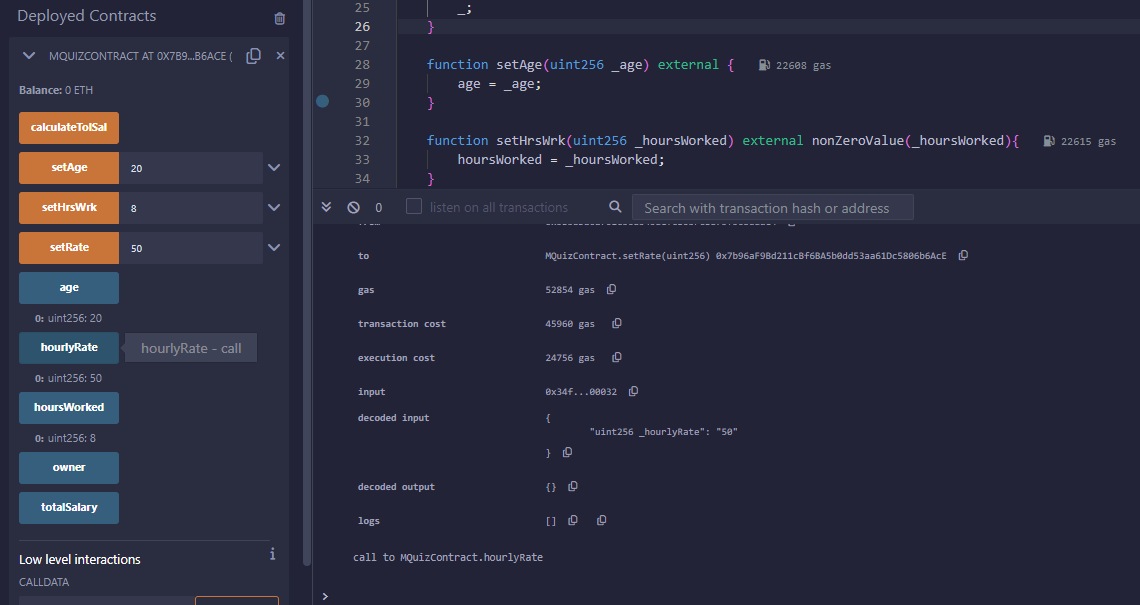 Deployed Contracts
MQUIZCONTRACT AT 0X7B9...B6ACE (
Balance: 0 ETH
calculateTolSal
setAge 20
setHrsWrk 8
setRate 50
age
0: uint256: 20
hourlyRate
hourlyRate - call
0: uint256: 50
hoursWorked
0: uint256: 8
owner
totalSalary
Low level interactions
i
CALLDATA
25 _;
26 }
27
28 function setAge(uint256 _age) external { 22608 gas
29 age = _age;
30 }
31
32 function setHrsWrk(uint256 _hoursWorked) external nonZeroValue(_hoursWorked){ 22615 gas
33 hoursWorked = _hoursWorked;
34 }
0 listen on all transactions Search with transaction hash or address
to MQuizContract.setRate(uint256) 0x7b96aF9Bd211cBf6BA5b0dd53aa61Dc5806b6AcE
gas 52854 gas
transaction cost 45960 gas
execution cost 24756 gas
input 0x34f...00032
decoded input {
"uint256 _hourlyRate": "50"
}
decoded output {}
logs []
call to MQuizContract.hourlyRate
>